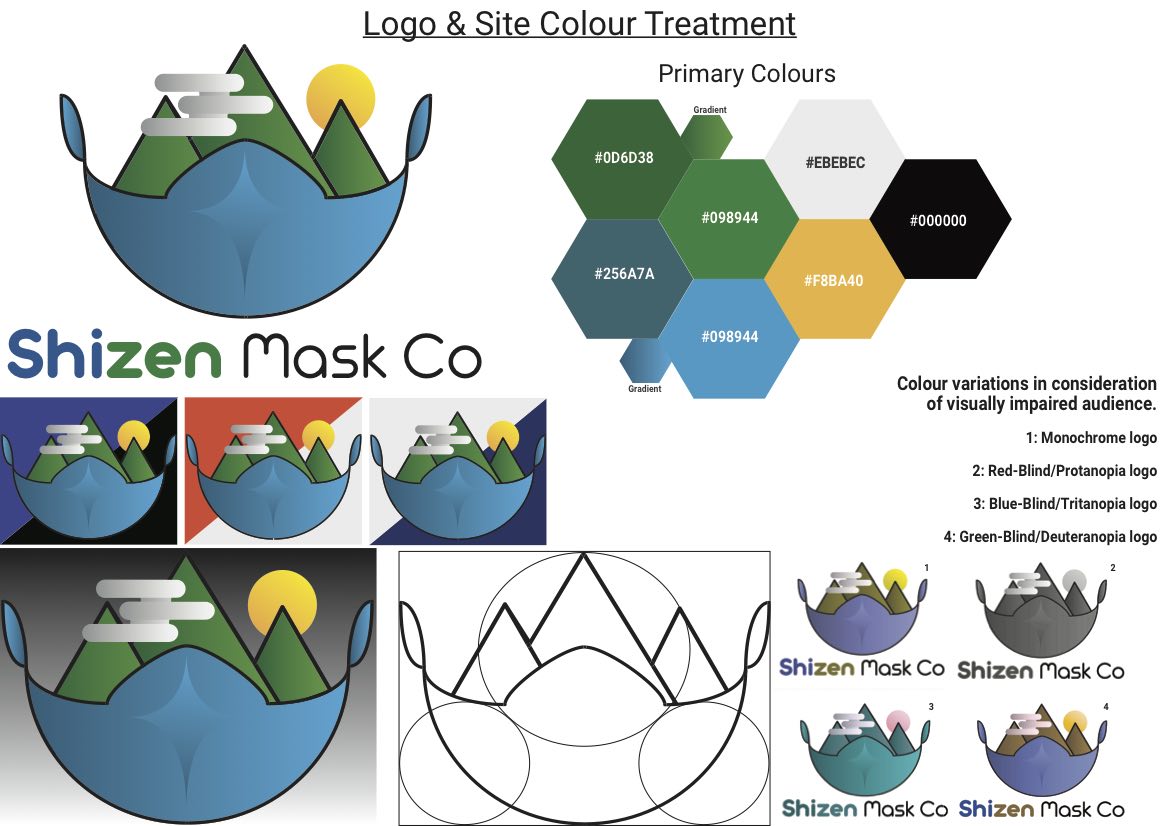 Logo & Site Colour Treatment
Primary Colours
Gradient
#0D6D38
#EBEBEC
#098944
#000000
#256A7A
#F8BA40
#098944
Gradient
Shizen Mask Co
Colour variations in consideration
of visually impaired audience.
1: Monochrome logo
2: Red-Blind/Protanopia logo
3: Blue-Blind/Tritanopia logo
4: Green-Blind/Deuteranopia logo
1
2
Shizen Mask Co
Shizen Mask Co
3
4
Shizen Mask Co
Shizen Mask Co